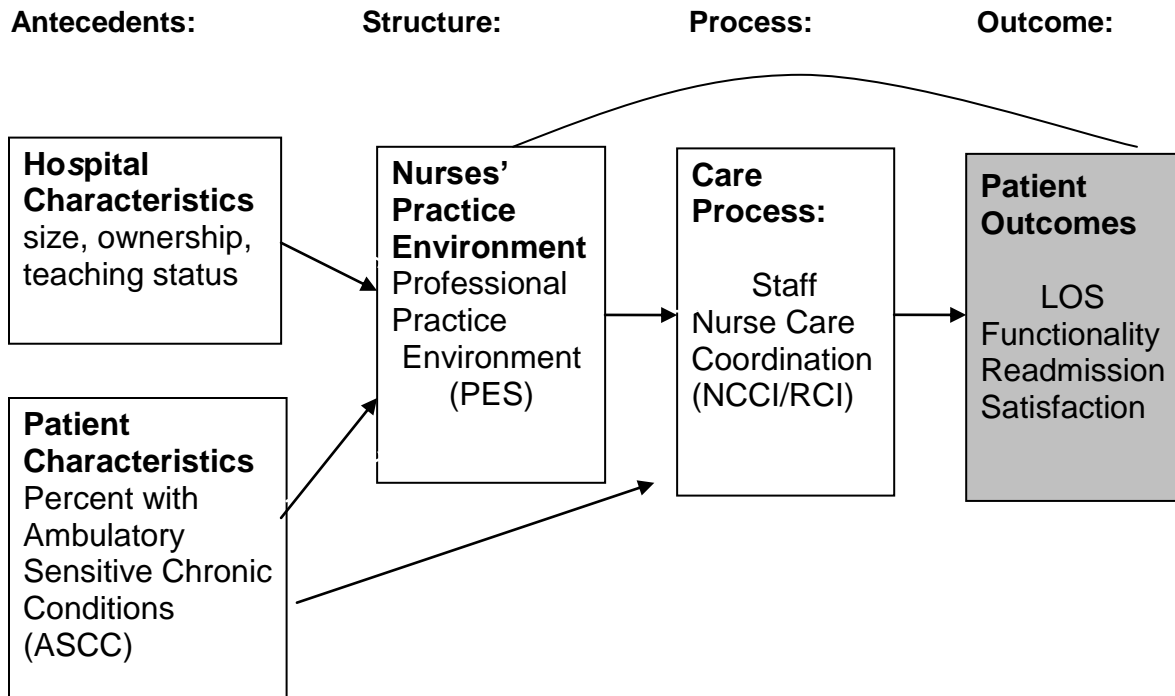 Antecedents: Structure: Process: Outcome:
Hospital
Characteristics
size, ownership,
teaching status
Patient
Characteristics
Percent with
Ambulatory
Sensitive Chronic
Conditions
(ASCC)
Nurses’
Practice
Environment
Professional
Practice
Environment
(PES)
Care
Process:
Staff
Nurse Care
Coordination
(NCCI/RCI)
Patient
Outcomes
LOS
Functionality
Readmission
Satisfaction